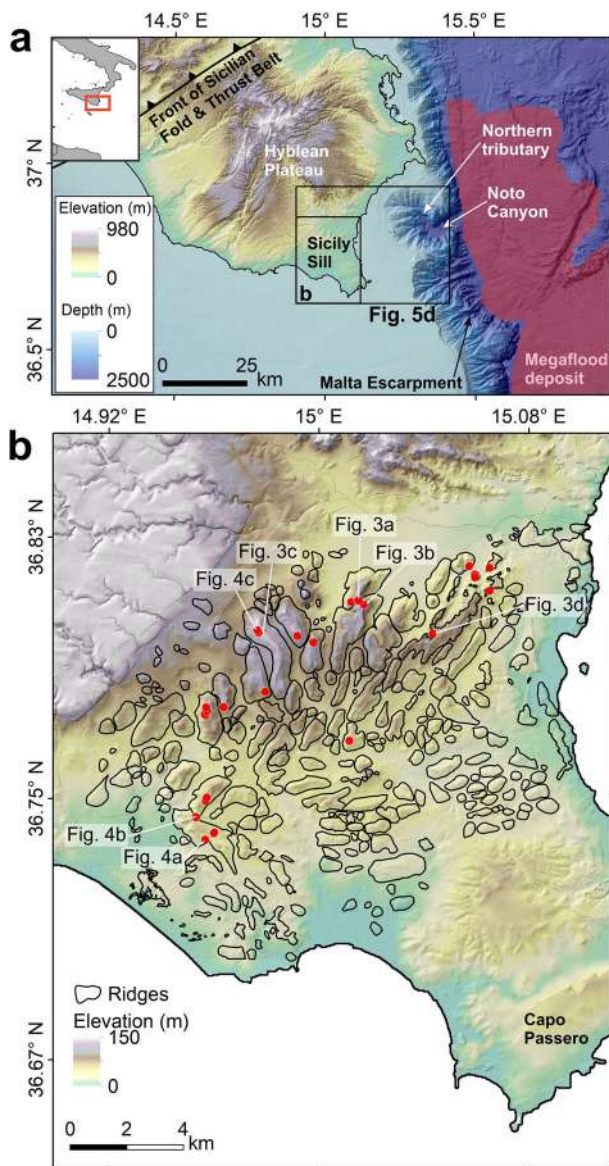 a
14.5° E
15° E
15.5° E
Front of Sicilian
Fold & Thrust Belt
37° N
36.5° N
Hyblean
Plateau
Northern
tributary
Noto
Canyon
Elevation (m)
980
0
Depth (m)
0
2500
Sicily
Sill
b
Fig. 5d
0 25
km
Malta Escarpment
Megaflood
deposit
b
14.92° E
15° E
15.08° E
36.83° N
36.75° N
36.67° N
Fig. 3a
Fig. 3c
Fig. 3b
Fig. 4c
Fig. 3d
Fig. 4b
Fig. 4a
Ridges
Elevation (m)
150
0
Capo
Passero
0 2 4
km